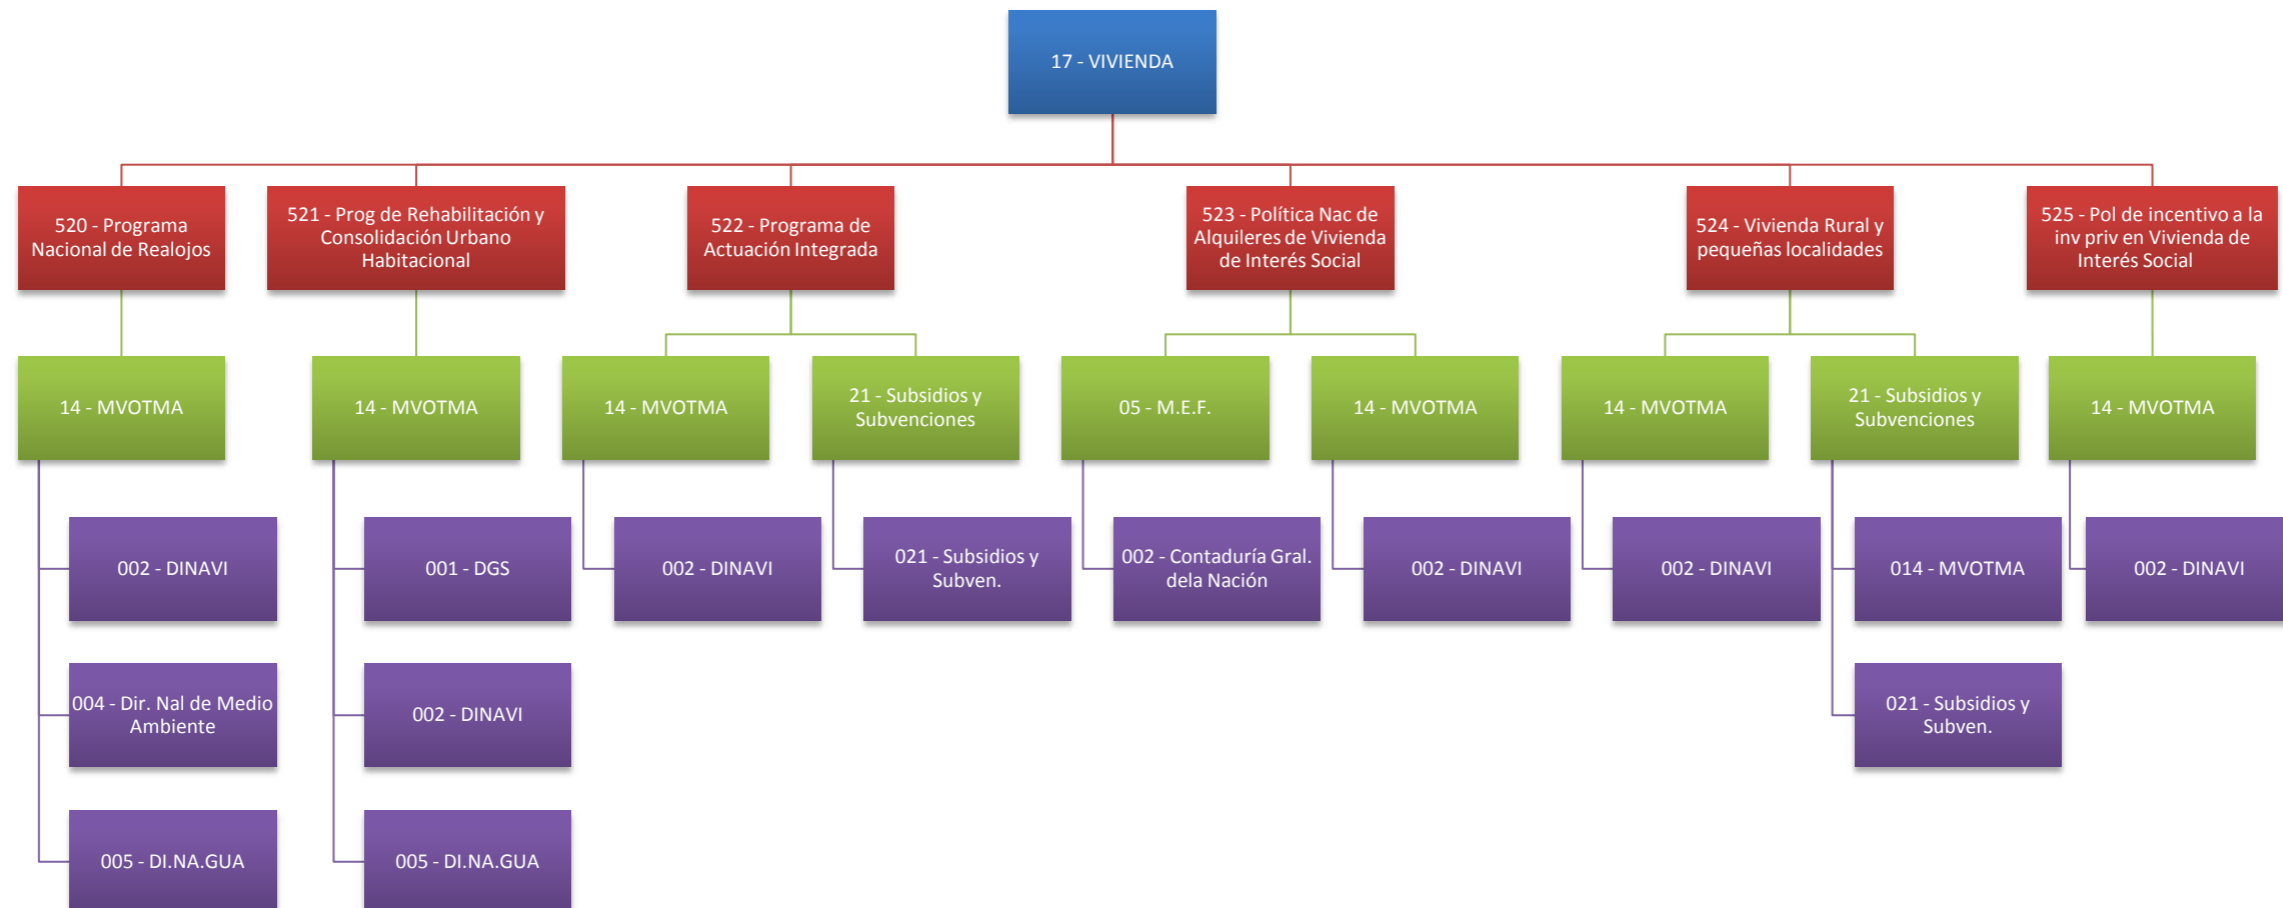 17 - VIVIENDA
520 - Programa
Nacional de Realojos
521 - Prog de Rehabilitación y
Consolidación Urbano
Habitacional
522 - Programa de
Actuación Integrada
523 - Política Nac de
Alquileres de Vivienda
de Interés Social
524 - Vivienda Rural y
pequeñas localidades
525 - Pol de incentivo a la
inv priv en Vivienda de
Interés Social
14 - MVOTMA
14 - MVOTMA
14 - MVOTMA
21 - Subsidios y
Subvenciones
05 - M.E.F.
14 - MVOTMA
14 - MVOTMA
21 - Subsidios y
Subvenciones
14 - MVOTMA
002 - DINAVI
001 - DGS
002 - DINAVI
021 - Subsidios y
Subven.
002 - Contaduría Gral.
dela Nación
002 - DINAVI
002 - DINAVI
014 - MVOTMA
002 - DINAVI
004 - Dir. Nal de Medio
Ambiente
002 - DINAVI
021 - Subsidios y
Subven.
005 - DI.NA.GUA
005 - DI.NA.GUA